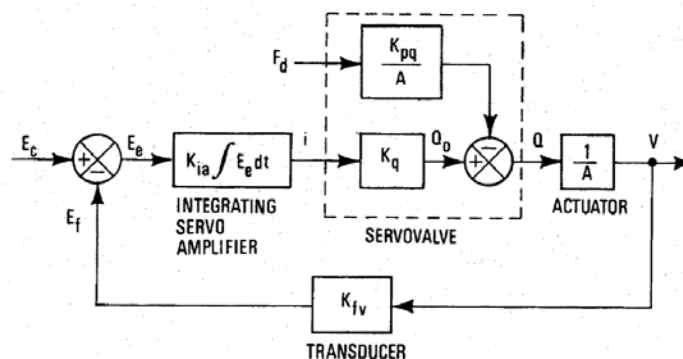 K_pq
A
F_d
E_c
+
−
E_e
K_ia ∫ E_e dt
i
K_q
Q_o
+
−
Q
1
A
V
E_f
INTEGRATING
SERVO
AMPLIFIER
SERVOVALVE
ACTUATOR
K_fv
TRANSDUCER